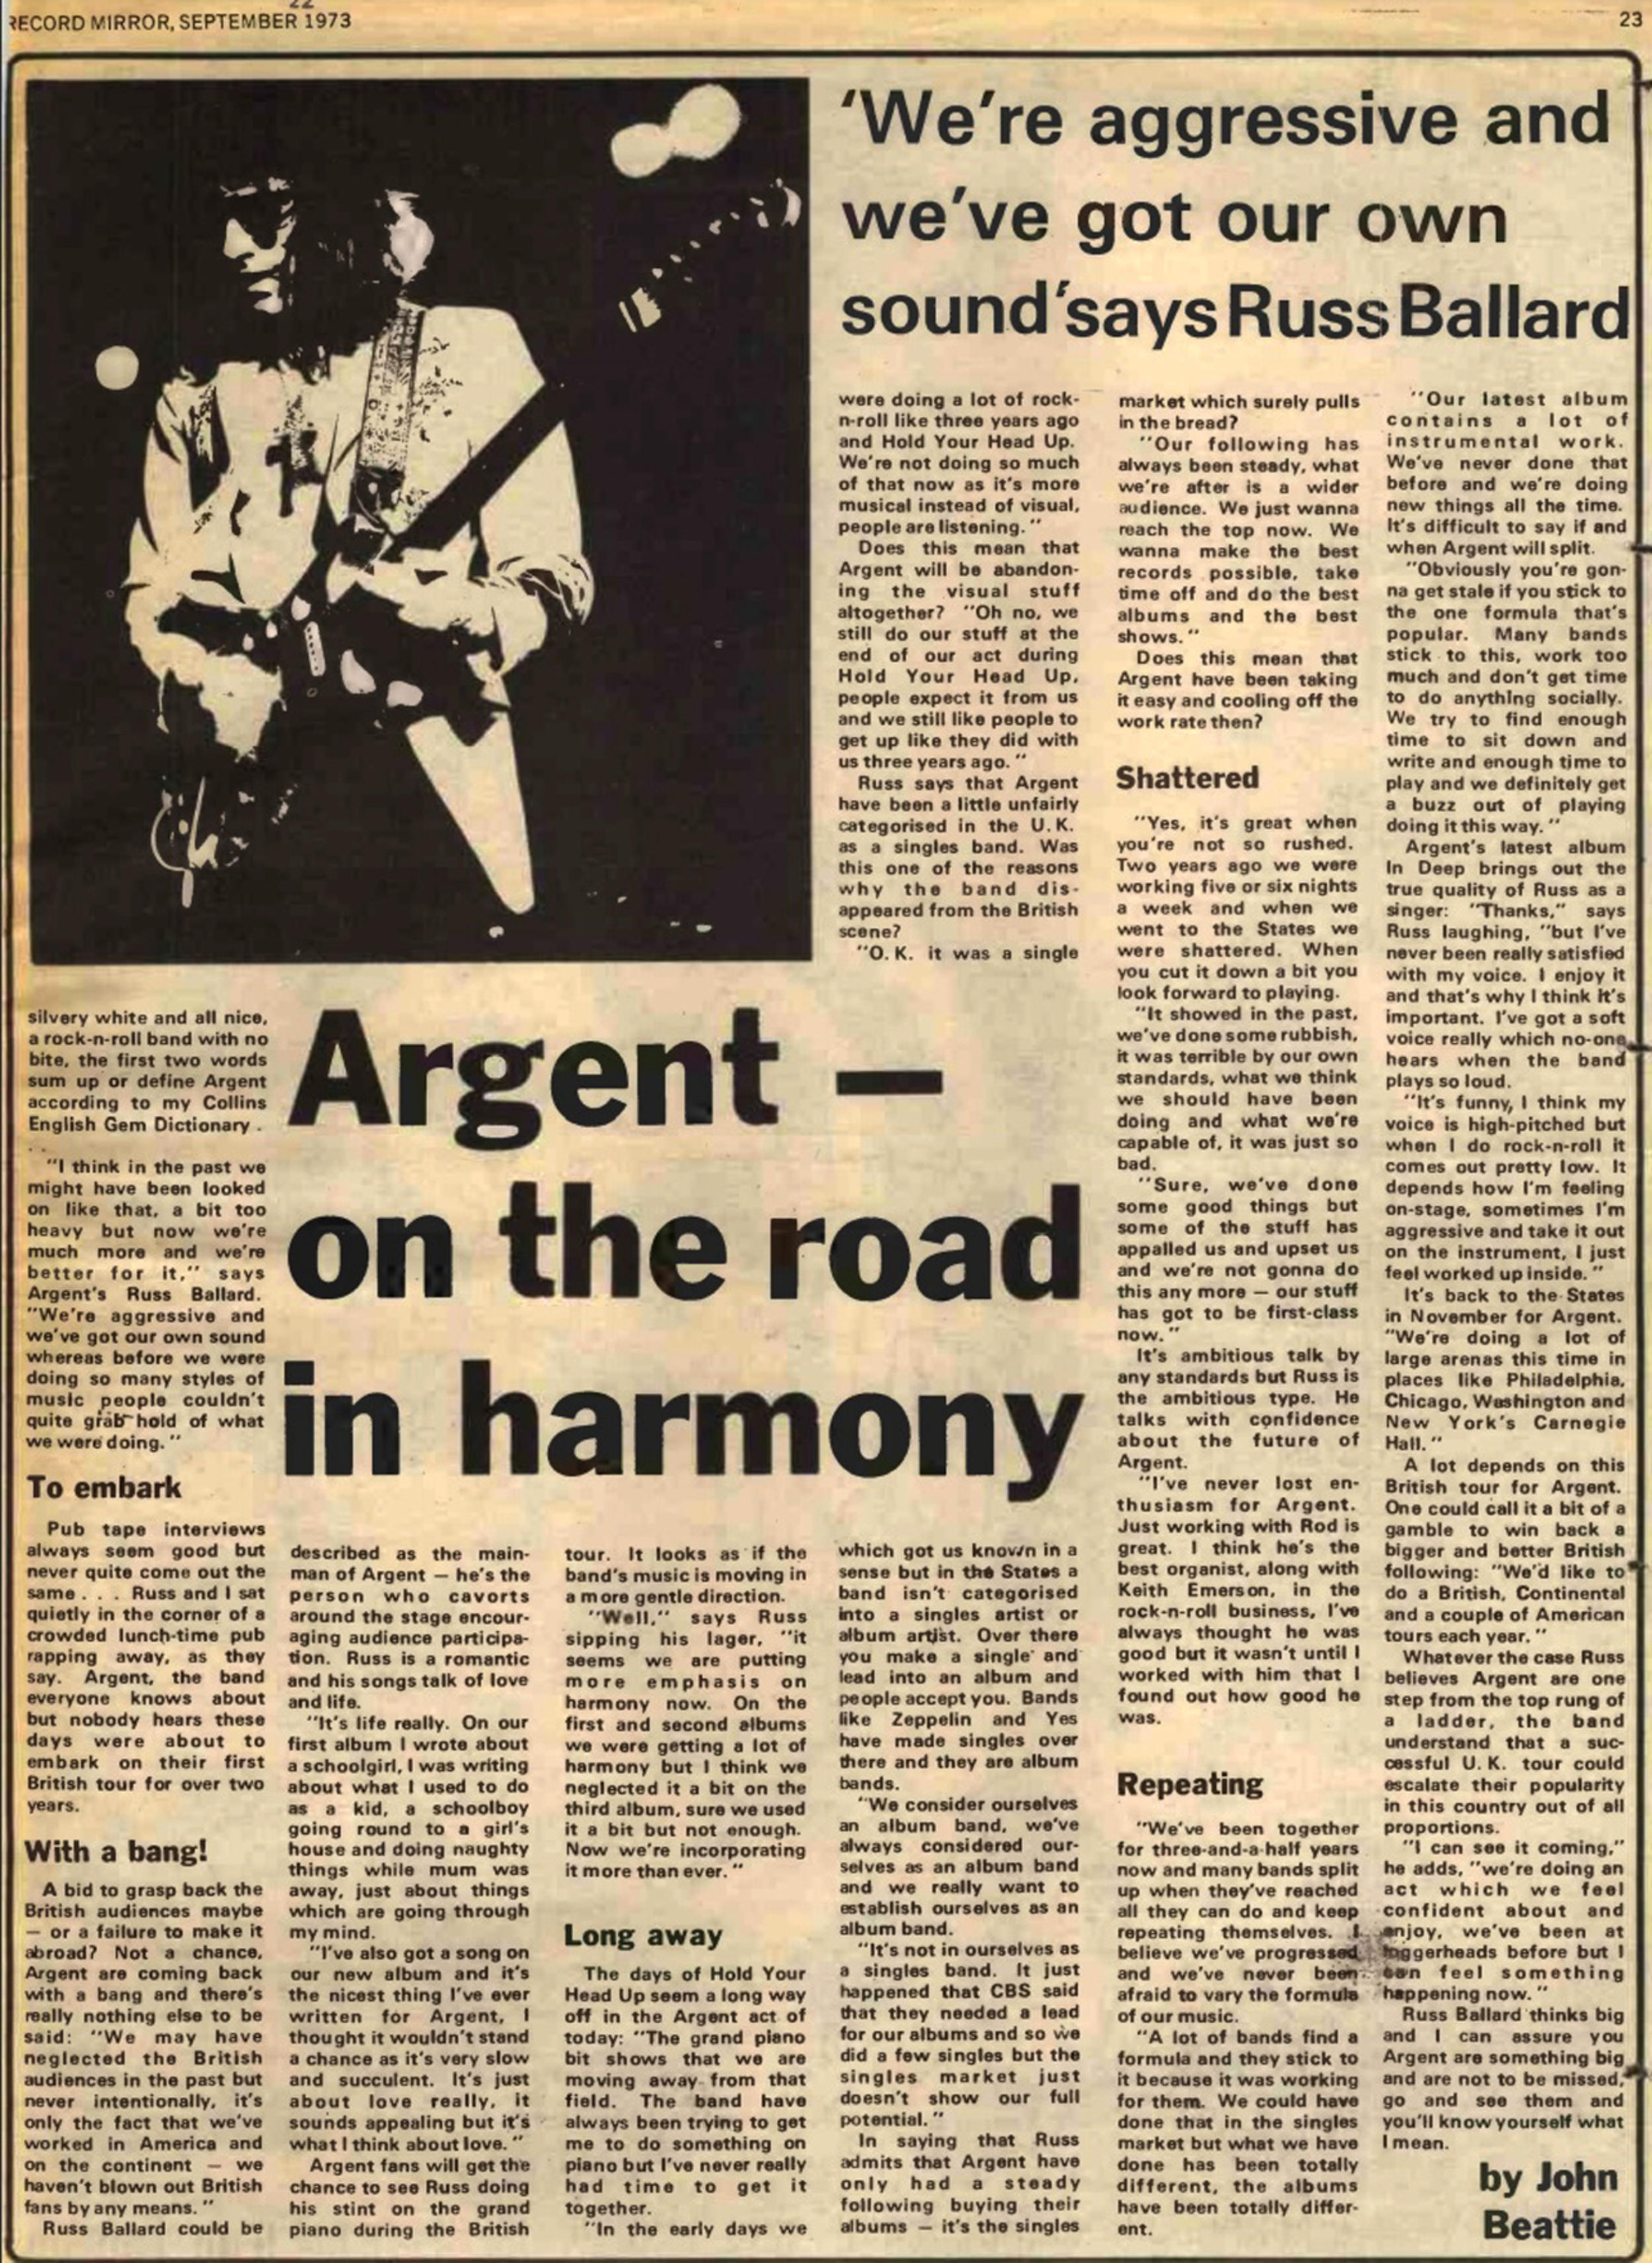 RECORD MIRROR, SEPTEMBER 1973
22
23
'We're aggressive and
we've got our own
sound' says Russ Ballard
Argent —
on the road
in harmony
silvery white and all nice,
a rock-n-roll band with no
bite, the first two words
sum up or define Argent
according to my Collins
English Gem Dictionary .
. .
"I think in the past we
might have been looked
on like that, a bit too
heavy but now we're
much more and we're
better for it," says
Argent's Russ Ballard.
"We're aggressive and
we've got our own sound
whereas before we were
doing so many styles of
music people couldn't
quite grab hold of what
we were doing."
To embark
Pub tape interviews
always seem good but
never quite come out the
same . . . Russ and I sat
quietly in the corner of a
crowded lunch-time pub
rapping away, as they
say. Argent, the band
everyone knows about
but nobody hears these
days were about to
embark on their first
British tour for over two
years.
With a bang!
A bid to grasp back the
British audiences maybe
— or a failure to make it
abroad? Not a chance,
Argent are coming back
with a bang and there's
really nothing else to be
said: "We may have
neglected the British
audiences in the past but
never intentionally, it's
only the fact that we've
worked in America and
on the continent — we
haven't blown out British
fans by any means."
Russ Ballard could be
described as the main-
man of Argent — he's the
person who cavorts
around the stage encour-
aging audience participa-
tion. Russ is a romantic
and his songs talk of love
and life.
"It's life really. On our
first album I wrote about
a schoolgirl, I was writing
about what I used to do
as a kid, a schoolboy
going round to a girl's
house and doing naughty
things while mum was
away, just about things
which are going through
my mind.
"I've also got a song on
our new album and it's
the nicest thing I've ever
written for Argent, I
thought it wouldn't stand
a chance as it's very slow
and succulent. It's just
about love really, it
sounds appealing but it's
what I think about love."
Argent fans will get the
chance to see Russ doing
his stint on the grand
piano during the British
tour. It looks as if the
band's music is moving in
a more gentle direction.
"Well," says Russ
sipping his lager, "it
seems we are putting
more emphasis on
harmony now. On the
first and second albums
we were getting a lot of
harmony but I think we
neglected it a bit on the
third album, sure we used
it a bit but not enough.
Now we're incorporating
it more than ever."
Long away
The days of Hold Your
Head Up seem a long way
off in the Argent act of
today: "The grand piano
bit shows that we are
moving away from that
field. The band have
always been trying to get
me to do something on
piano but I've never really
had time to get it
together.
"In the early days we
were doing a lot of rock-
n-roll like three years ago
and Hold Your Head Up.
We're not doing so much
of that now as it's more
musical instead of visual,
people are listening."
Does this mean that
Argent will be abandon-
ing the visual stuff
altogether? "Oh no, we
still do our stuff at the
end of our act during
Hold Your Head Up,
people expect it from us
and we still like people to
get up like they did with
us three years ago."
Russ says that Argent
have been a little unfairly
categorised in the U.K.
as a singles band. Was
this one of the reasons
why the band dis-
appeared from the British
scene?
"O.K. it was a single
which got us known in a
sense but in the States a
band isn't categorised
into a singles artist or
album artist. Over there
you make a single and
lead into an album and
people accept you. Bands
like Zeppelin and Yes
have made singles over
there and they are album
bands.
"We consider ourselves
an album band, we've
always considered our-
selves as an album band
and we really want to
establish ourselves as an
album band.
"It's not in ourselves as
a singles band. It just
happened that CBS said
that they needed a lead
for our albums and so we
did a few singles but the
singles market just
doesn't show our full
potential."
In saying that Russ
admits that Argent have
only had a steady
following buying their
albums — it's the singles
market which surely pulls
in the bread?
"Our following has
always been steady, what
we're after is a wider
audience. We just wanna
reach the top now. We
wanna make the best
records possible, take
time off and do the best
albums and the best
shows."
Does this mean that
Argent have been taking
it easy and cooling off the
work rate then?
Shattered
"Yes, it's great when
you're not so rushed.
Two years ago we were
working five or six nights
a week and when we
went to the States we
were shattered. When
you cut it down a bit you
look forward to playing.
"It showed in the past,
we've done some rubbish,
it was terrible by our own
standards, what we think
we should have been
doing and what we're
capable of, it was just so
bad.
"Sure, we've done
some good things but
some of the stuff has
appalled us and upset us
and we're not gonna do
this any more — our stuff
has got to be first-class
now."
It's ambitious talk by
any standards but Russ is
the ambitious type. He
talks with confidence
about the future of
Argent.
"I've never lost en-
thusiasm for Argent.
Just working with Rod is
great. I think he's the
best organist, along with
Keith Emerson, in the
rock-n-roll business, I've
always thought he was
good but it wasn't until I
worked with him that I
found out how good he
was.
Repeating
"We've been together
for three-and-a-half years
now and many bands split
up when they've reached
all they can do and keep
repeating themselves. I
believe we've progressed
and we've never been
afraid to vary the formula
of our music.
"A lot of bands find a
formula and they stick to
it because it was working
for them. We could have
done that in the singles
market but what we have
done has been totally
different, the albums
have been totally differ-
ent.
"Our latest album
contains a lot of
instrumental work.
We've never done that
before and we're doing
new things all the time.
It's difficult to say if and
when Argent will split.
"Obviously you're gon-
na get stale if you stick to
the one formula that's
popular. Many bands
stick to this, work too
much and don't get time
to do anything socially.
We try to find enough
time to sit down and
write and enough time to
play and we definitely get
a buzz out of playing
doing it this way."
Argent's latest album
In Deep brings out the
true quality of Russ as a
singer: "Thanks," says
Russ laughing, "but I've
never been really satisfied
with my voice. I enjoy it
and that's why I think it's
important. I've got a soft
voice really which no-one
hears when the band
plays so loud.
"It's funny, I think my
voice is high-pitched but
when I do rock-n-roll it
comes out pretty low. It
depends how I'm feeling
on-stage, sometimes I'm
aggressive and take it out
on the instrument, I just
feel worked up inside."
It's back to the States
in November for Argent.
"We're doing a lot of
large arenas this time in
places like Philadelphia,
Chicago, Washington and
New York's Carnegie
Hall."
A lot depends on this
British tour for Argent.
One could call it a bit of a
gamble to win back a
bigger and better British
following: "We'd like to
do a British, Continental
and a couple of American
tours each year."
Whatever the case Russ
believes Argent are one
step from the top rung of
a ladder, the band
understand that a suc-
cessful U.K. tour could
escalate their popularity
in this country out of all
proportions.
"I can see it coming,"
he adds, "we're doing an
act which we feel
confident about and
enjoy, we've been at
loggerheads before but I
can feel something
happening now."
Russ Ballard thinks big
and I can assure you
Argent are something big
and are not to be missed,
go and see them and
you'll know yourself what
I mean.
by John
Beattie